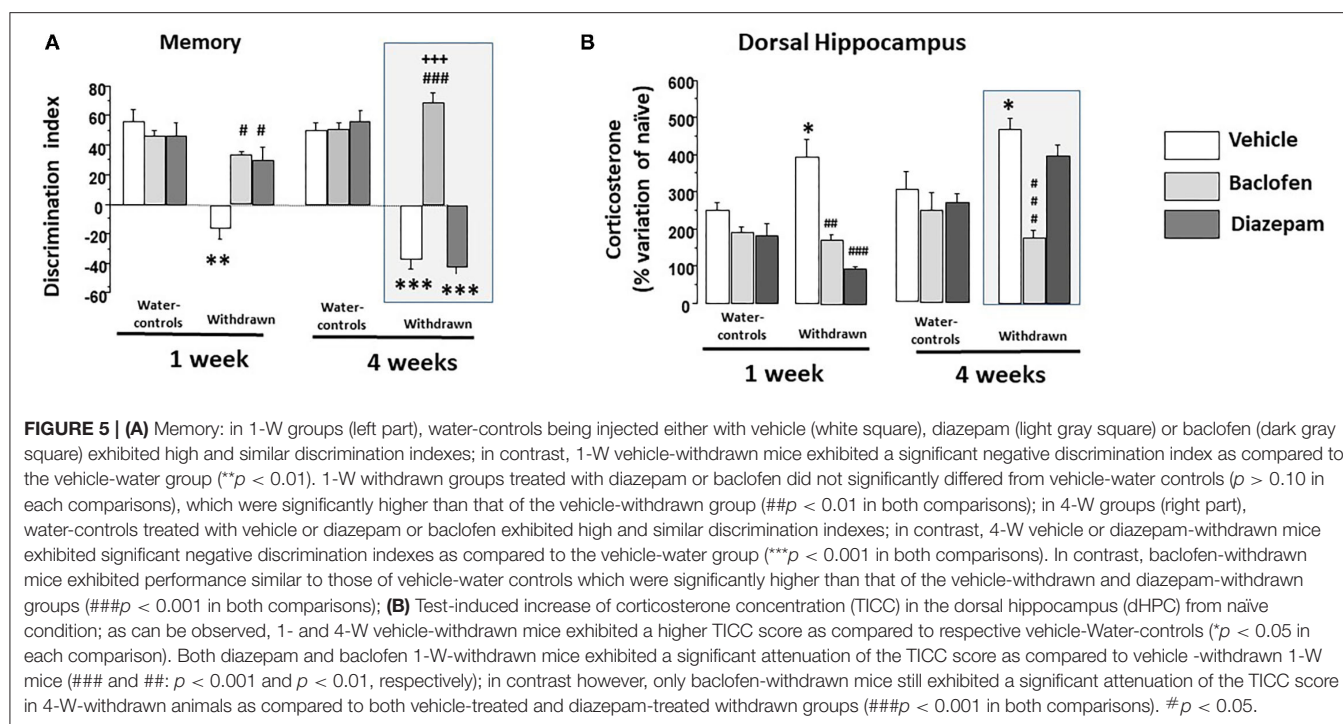 A Memory
Discrimination index
80
60
40
20
0
-20
-40
-60
# #
**
+++
###
*** ***
Water-
controls
Withdrawn
Water-
controls
Withdrawn
1 week
4 weeks
B Dorsal Hippocampus
Corticosterone
(% variation of naïve)
600
500
400
300
200
100
0
*
##
###
*
#
#
#
Water-
controls
Withdrawn
Water-
controls
Withdrawn
1 week
4 weeks
Vehicle
Baclofen
Diazepam
FIGURE 5 | (A) Memory: in 1-W groups (left part), water-controls being injected either with vehicle (white square), diazepam (light gray square) or baclofen (dark gray
square) exhibited high and similar discrimination indexes; in contrast, 1-W vehicle-withdrawn mice exhibited a significant negative discrimination index as compared to
the vehicle-water group (**p < 0.01). 1-W withdrawn groups treated with diazepam or baclofen did not significantly differed from vehicle-water controls (p > 0.10 in
each comparisons), which were significantly higher than that of the vehicle-withdrawn group (##p < 0.01 in both comparisons); in 4-W groups (right part),
water-controls treated with vehicle or diazepam or baclofen exhibited high and similar discrimination indexes; in contrast, 4-W vehicle or diazepam-withdrawn mice
exhibited significant negative discrimination indexes as compared to the vehicle-water group (***p < 0.001 in both comparisons). In contrast, baclofen-withdrawn
mice exhibited performance similar to those of vehicle-water controls which were significantly higher than that of the vehicle-withdrawn and diazepam-withdrawn
groups (###p < 0.001 in both comparisons); (B) Test-induced increase of corticosterone concentration (TICC) in the dorsal hippocampus (dHPC) from naïve
condition; as can be observed, 1- and 4-W vehicle-withdrawn mice exhibited a higher TICC score as compared to respective vehicle-Water-controls (*p < 0.05 in
each comparison). Both diazepam and baclofen 1-W-withdrawn mice exhibited a significant attenuation of the TICC score as compared to vehicle -withdrawn 1-W
mice (### and ##: p < 0.001 and p < 0.01, respectively); in contrast however, only baclofen-withdrawn mice still exhibited a significant attenuation of the TICC score
in 4-W-withdrawn animals as compared to both vehicle-treated and diazepam-treated withdrawn groups (###p < 0.001 in both comparisons). #p < 0.05.